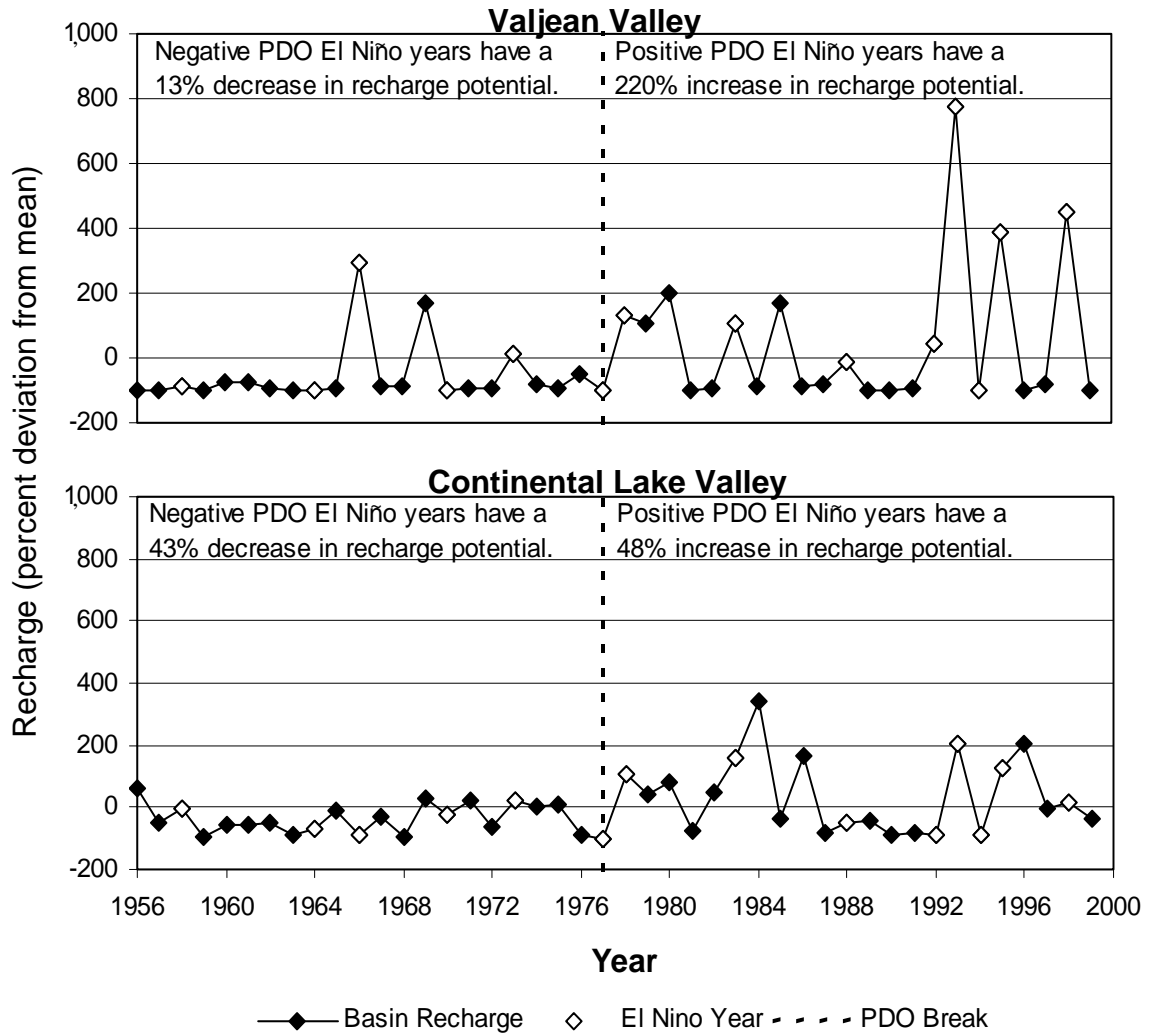 Valjean Valley
Negative PDO El Niño years have a
13% decrease in recharge potential.
Positive PDO El Niño years have a
220% increase in recharge potential.
1,000
800
600
400
200
0
-200
Recharge (percent deviation from mean)
Continental Lake Valley
Negative PDO El Niño years have a
43% decrease in recharge potential.
Positive PDO El Niño years have a
48% increase in recharge potential.
1,000
800
600
400
200
0
-200
1956 1960 1964 1968 1972 1976 1980 1984 1988 1992 1996 2000
Year
Basin Recharge El Nino Year PDO Break